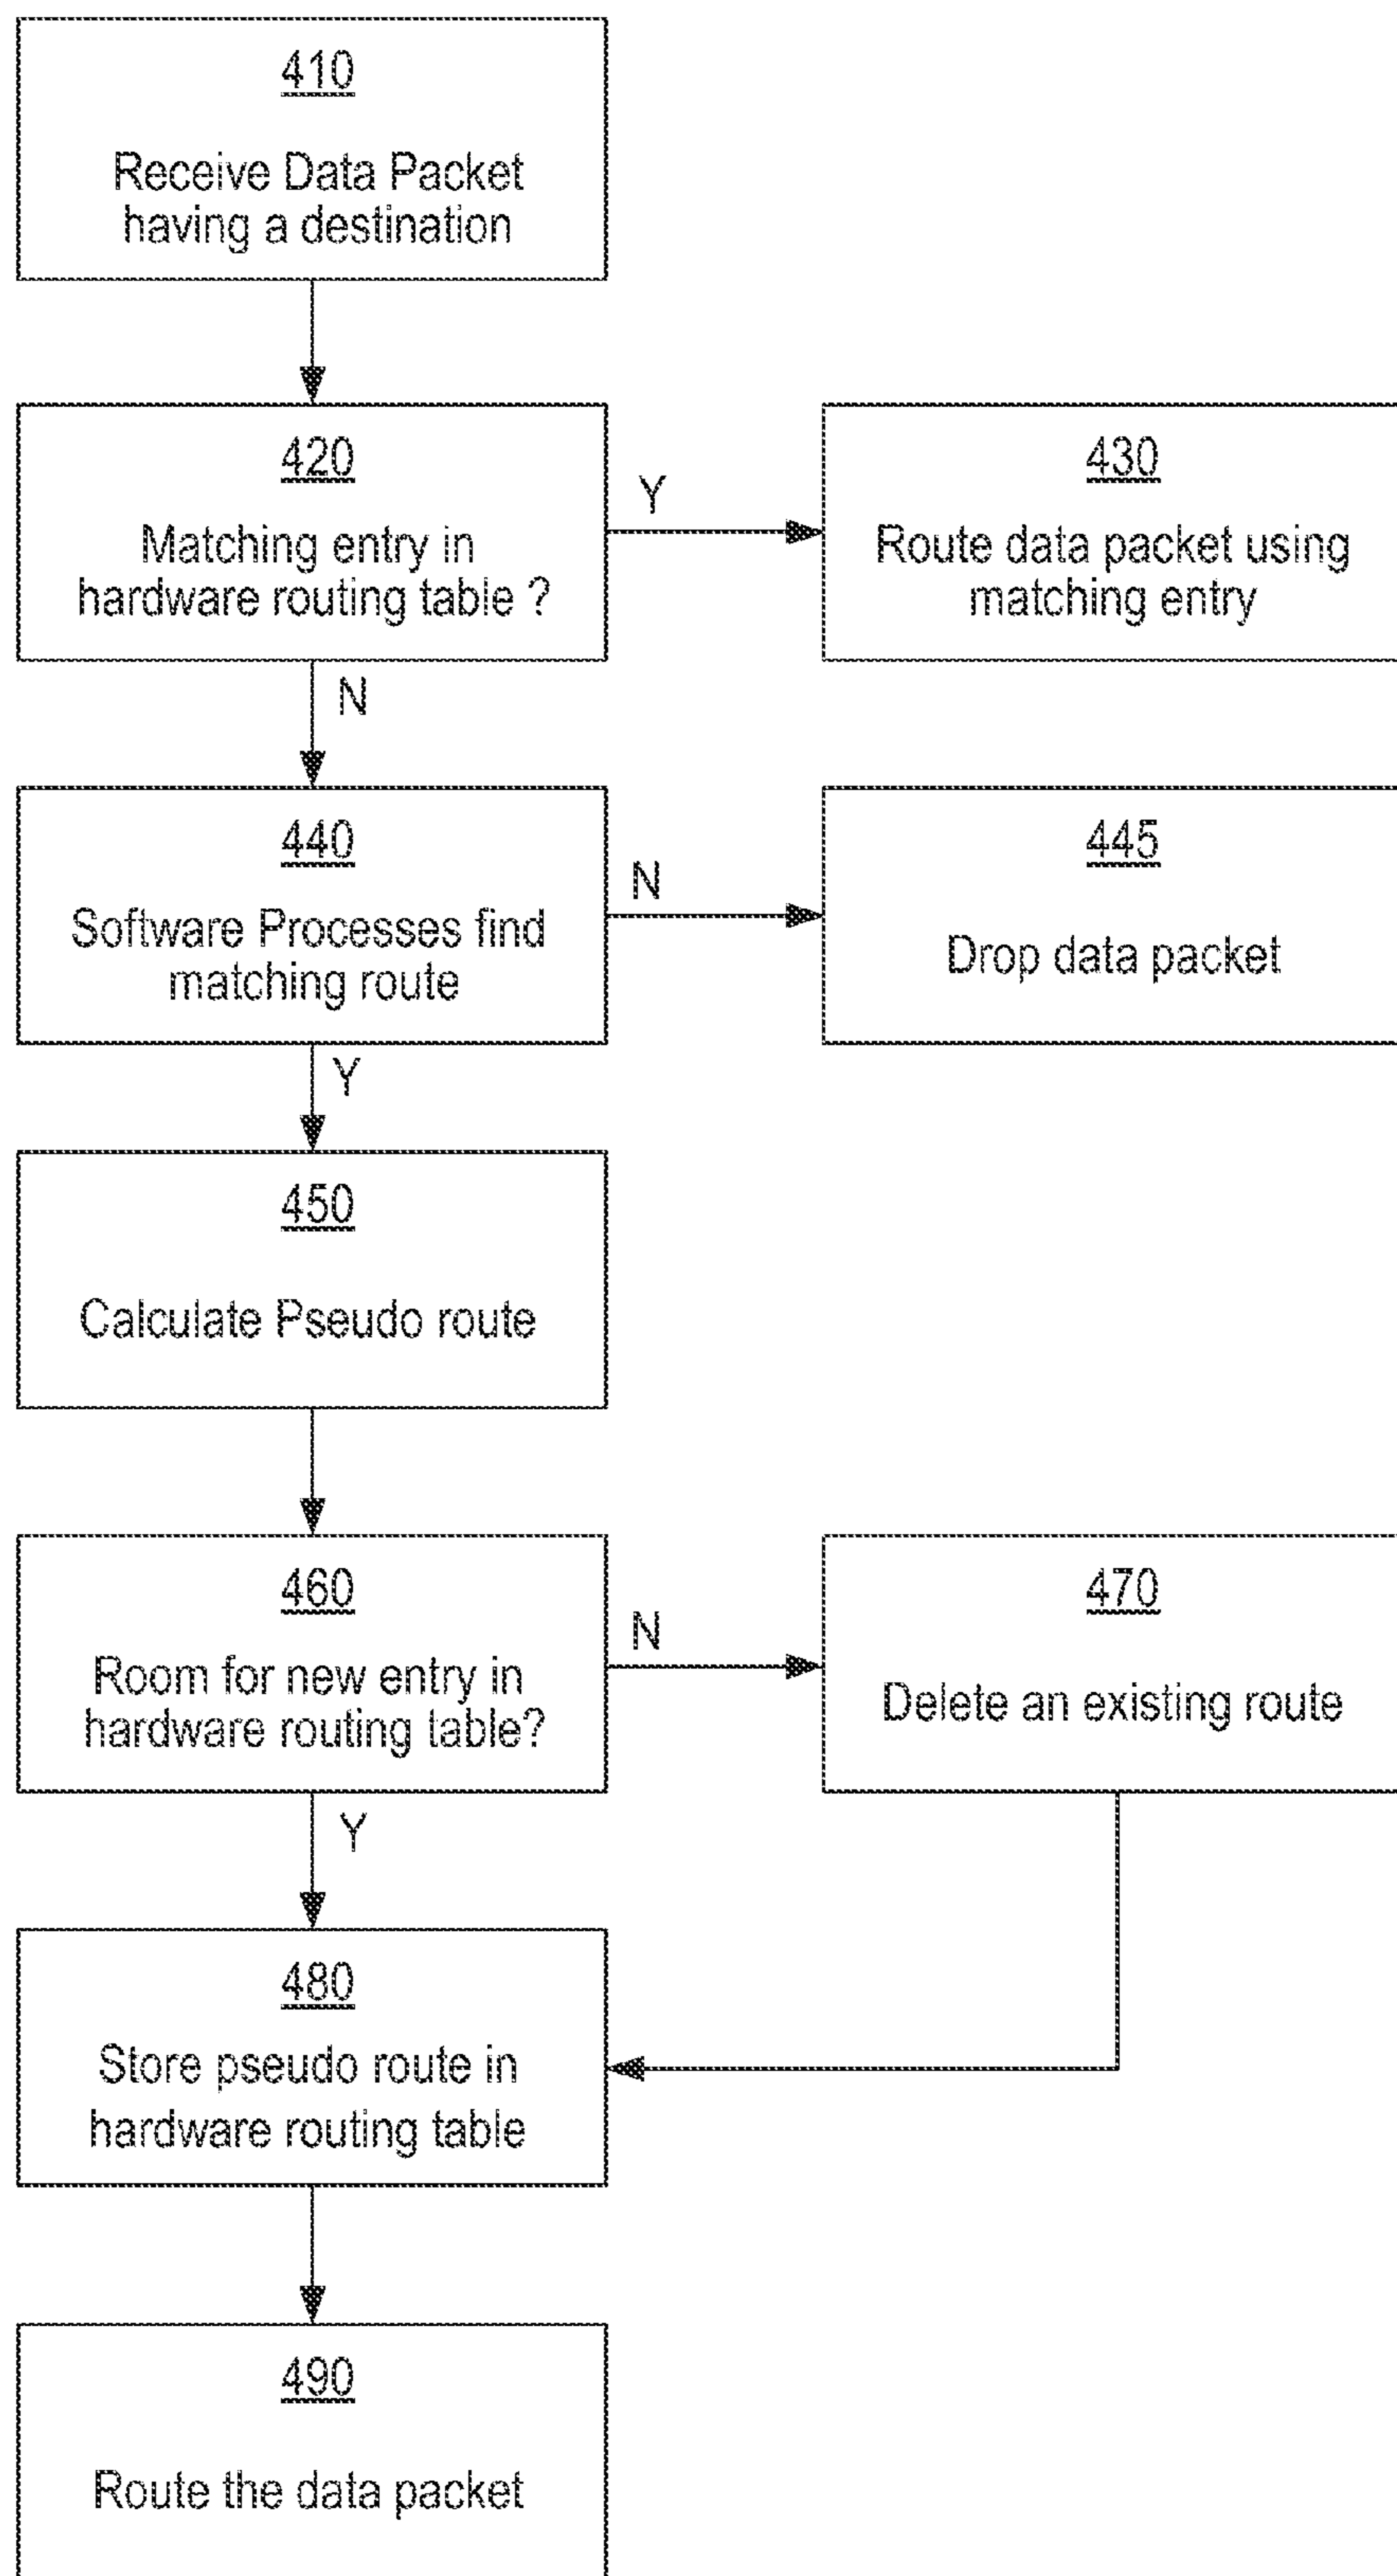 410
Receive Data Packet
having a destination
420
Matching entry in
hardware routing table ?
Y
430
Route data packet using
matching entry
N
440
Software Processes find
matching route
N
445
Drop data packet
Y
450
Calculate Pseudo route
460
Room for new entry in
hardware routing table?
N
470
Delete an existing route
Y
480
Store pseudo route in
hardware routing table
490
Route the data packet